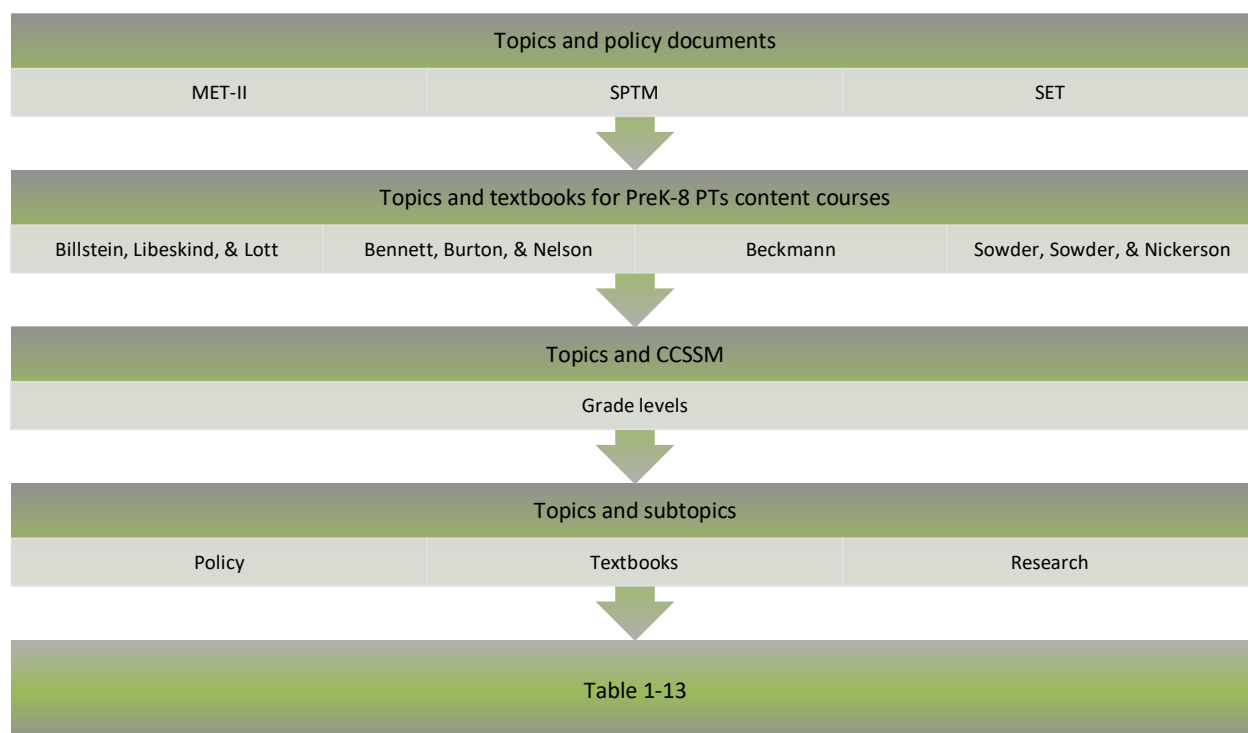 Topics and policy documents
MET-II
SPTM
SET
Topics and textbooks for PreK-8 PTs content courses
Billstein, Libeskind, & Lott
Bennett, Burton, & Nelson
Beckmann
Sowder, Sowder, & Nickerson
Topics and CCSSM
Grade levels
Topics and subtopics
Policy
Textbooks
Research
Table 1-13